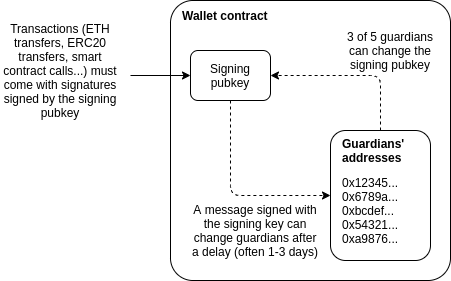 Transactions (ETH
transfers, ERC20
transfers, smart
contract calls...) must
come with signatures
signed by the signing
pubkey
Wallet contract
Signing
pubkey
3 of 5 guardians
can change the
signing pubkey
Guardians'
addresses
0x12345...
0x6789a...
0xbcdef...
0x54321...
0xa9876...
A message signed with
the signing key can
change guardians after
a delay (often 1-3 days)